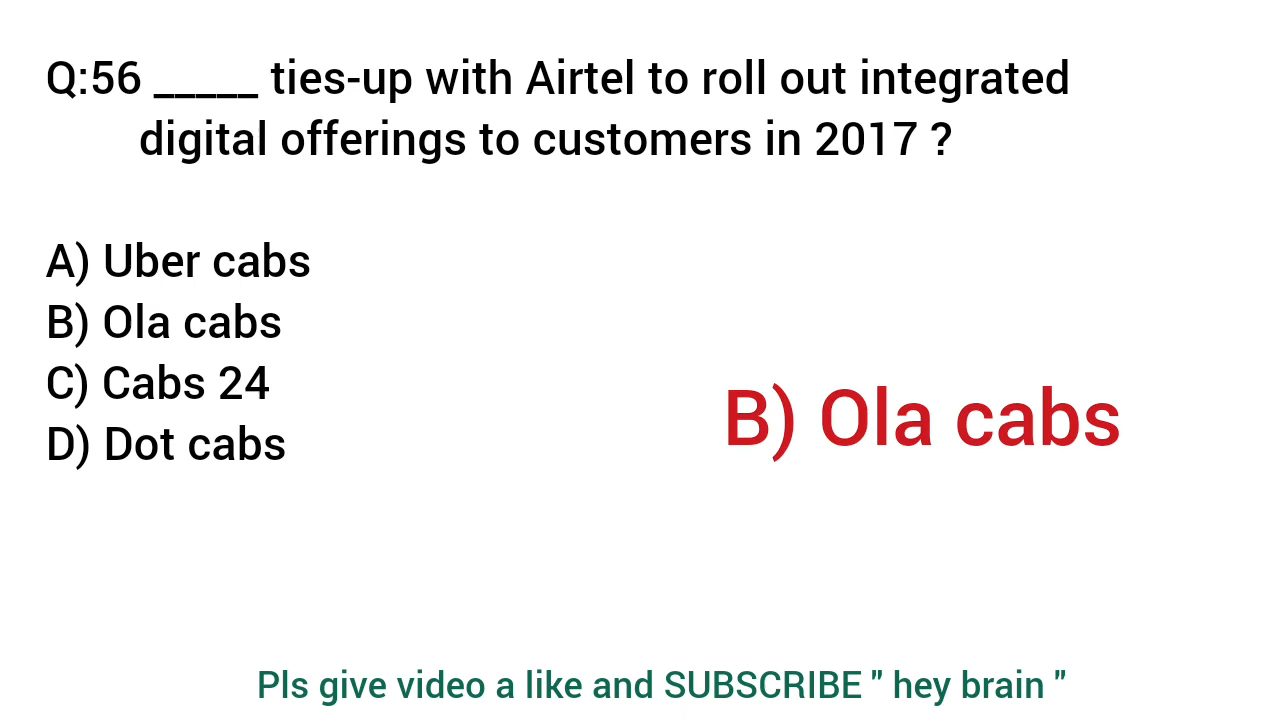 Q:56 _____ ties-up with Airtel to roll out integrated
digital offerings to customers in 2017 ?
A) Uber cabs
B) Ola cabs
C) Cabs 24
D) Dot cabs
B) Ola cabs
Pls give video a like and SUBSCRIBE " hey brain "